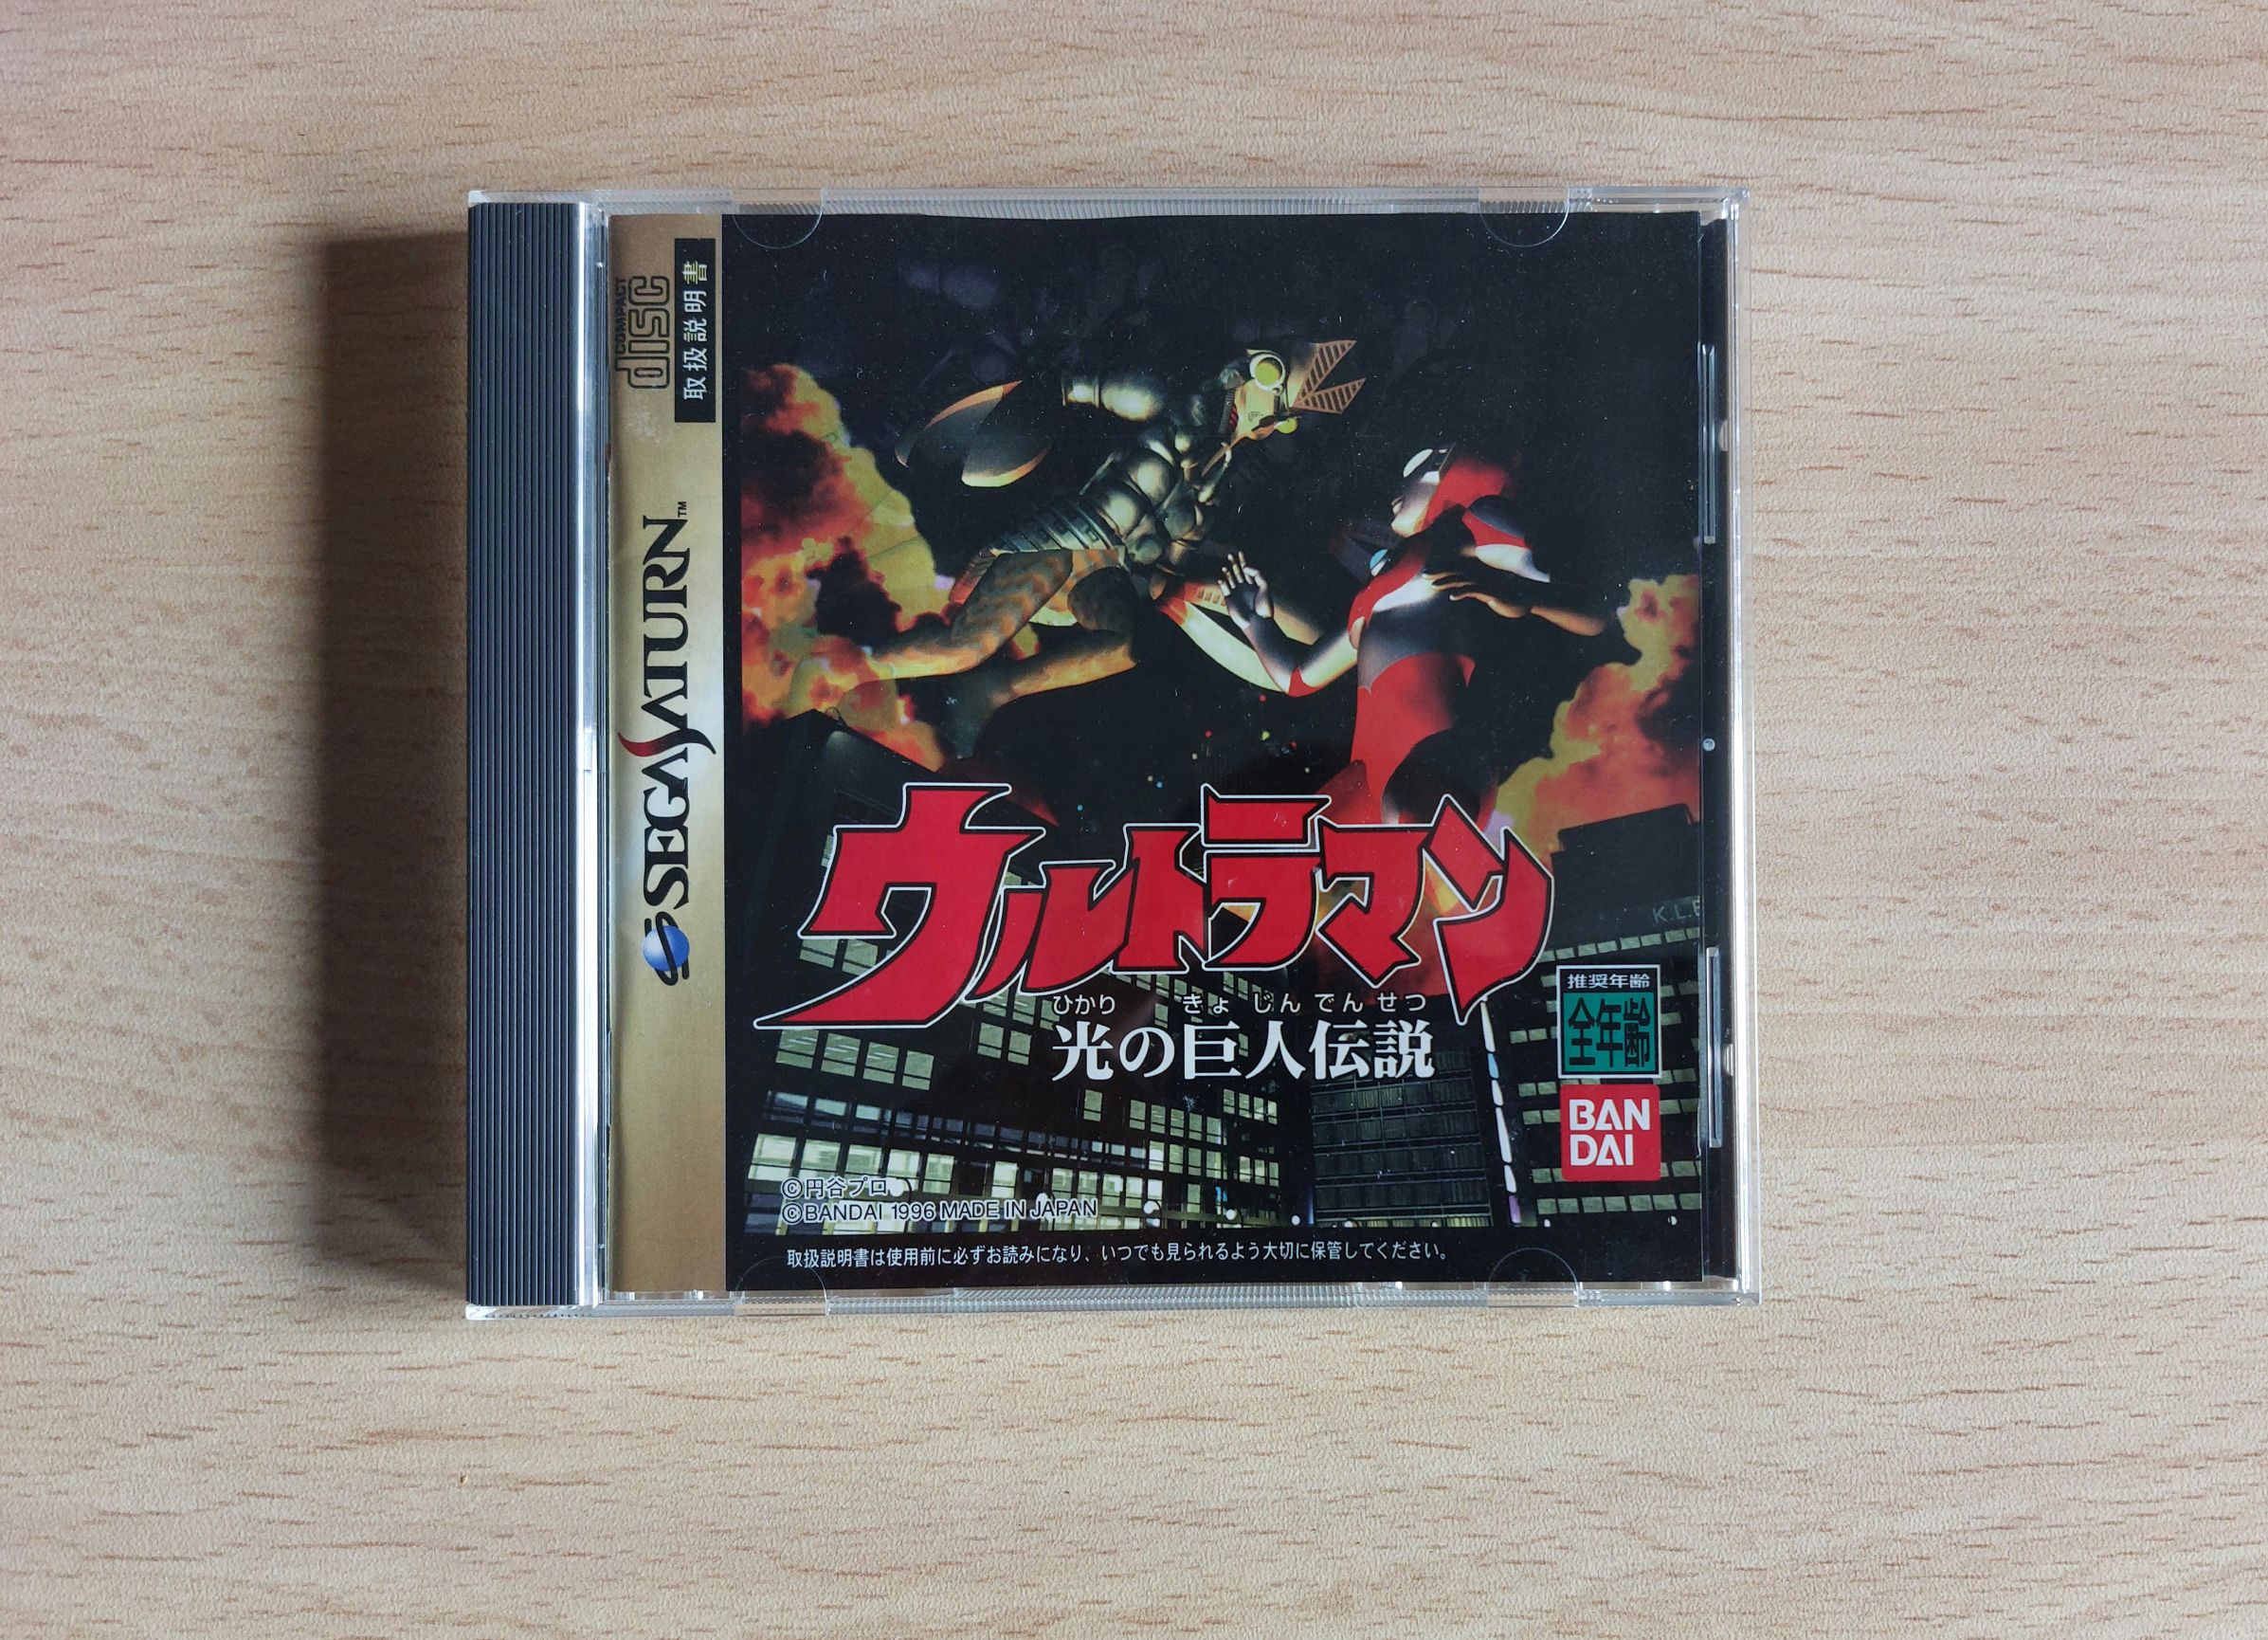 COMPACT
disc
取扱説明書
SEGA SATURN™
ウルトラマン
ひかり きょ じん でん せつ
光の巨人伝説
推奨年齢
全年齢
BAN
DAI
©円谷プロ
©BANDAI 1996 MADE IN JAPAN
取扱説明書は使用前に必ずお読みになり、いつでも見られるよう大切に保管してください。